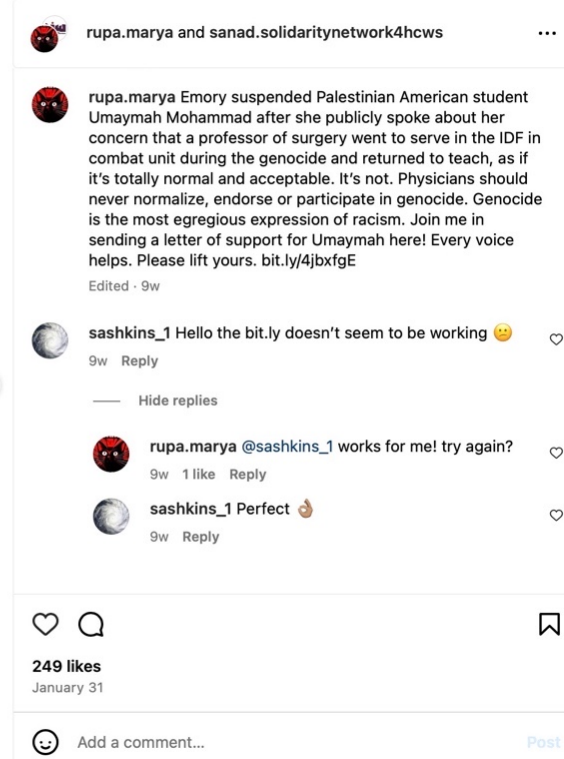 rupa.marya and sanad.solidaritynetwork4hcws
rupa.marya Emory suspended Palestinian American student
Umaymah Mohammad after she publicly spoke about her
concern that a professor of surgery went to serve in the IDF in
combat unit during the genocide and returned to teach, as if
it's totally normal and acceptable. It's not. Physicians should
never normalize, endorse or participate in genocide. Genocide
is the most egregious expression of racism. Join me in
sending a letter of support for Umaymah here! Every voice
helps. Please lift yours. bit.ly/4jbxfgE
Edited · 9w
sashkins_1 Hello the bit.ly doesn't seem to be working 😕
9w Reply
Hide replies
rupa.marya @sashkins_1 works for me! try again?
9w 1 like Reply
sashkins_1 Perfect 👌🏽
9w Reply
249 likes
January 31
Add a comment...
Post